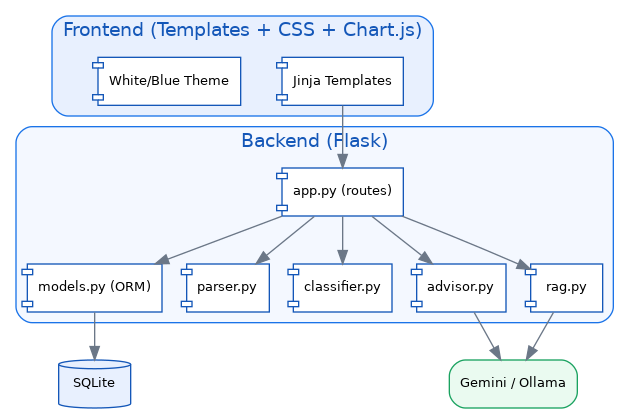 Frontend (Templates + CSS + Chart.js)
White/Blue Theme
Jinja Templates
Backend (Flask)
app.py (routes)
models.py (ORM)
parser.py
classifier.py
advisor.py
rag.py
SQLite
Gemini / Ollama